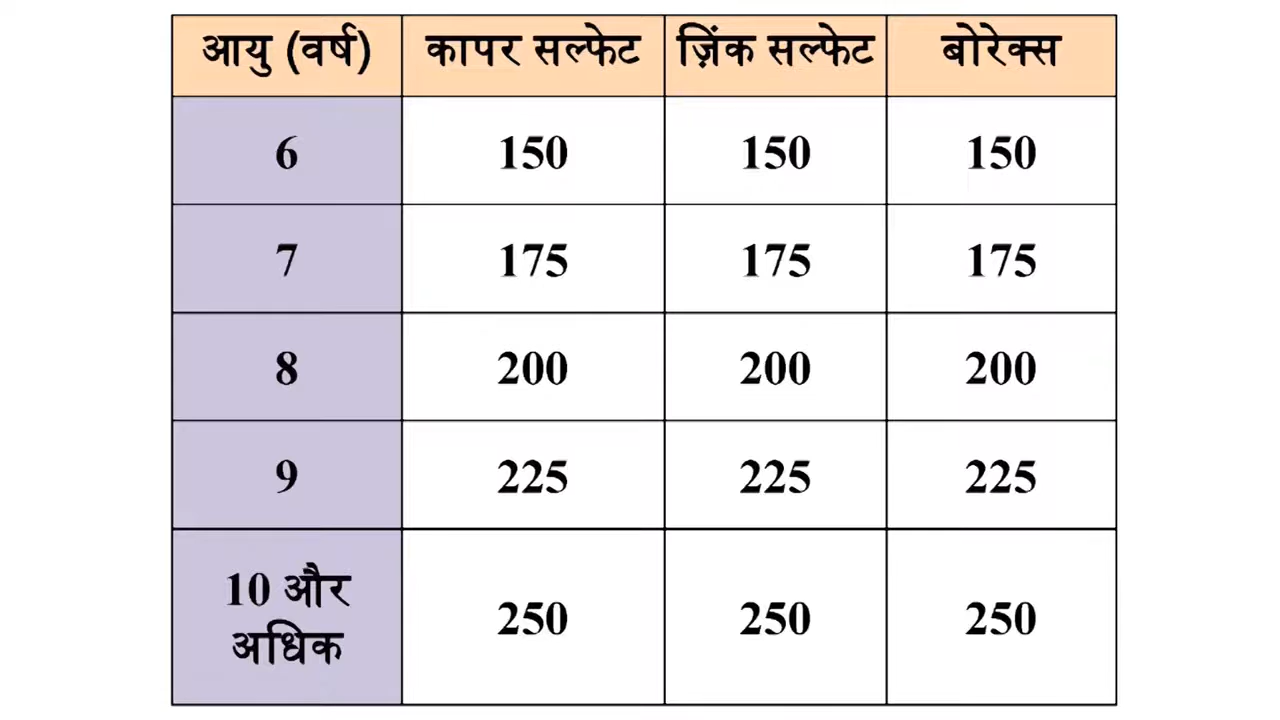 आयु (वर्ष) कापर सल्फेट ज़िंक सल्फेट बोरेक्स
6 150 150 150
7 175 175 175
8 200 200 200
9 225 225 225
10 और
अधिक 250 250 250